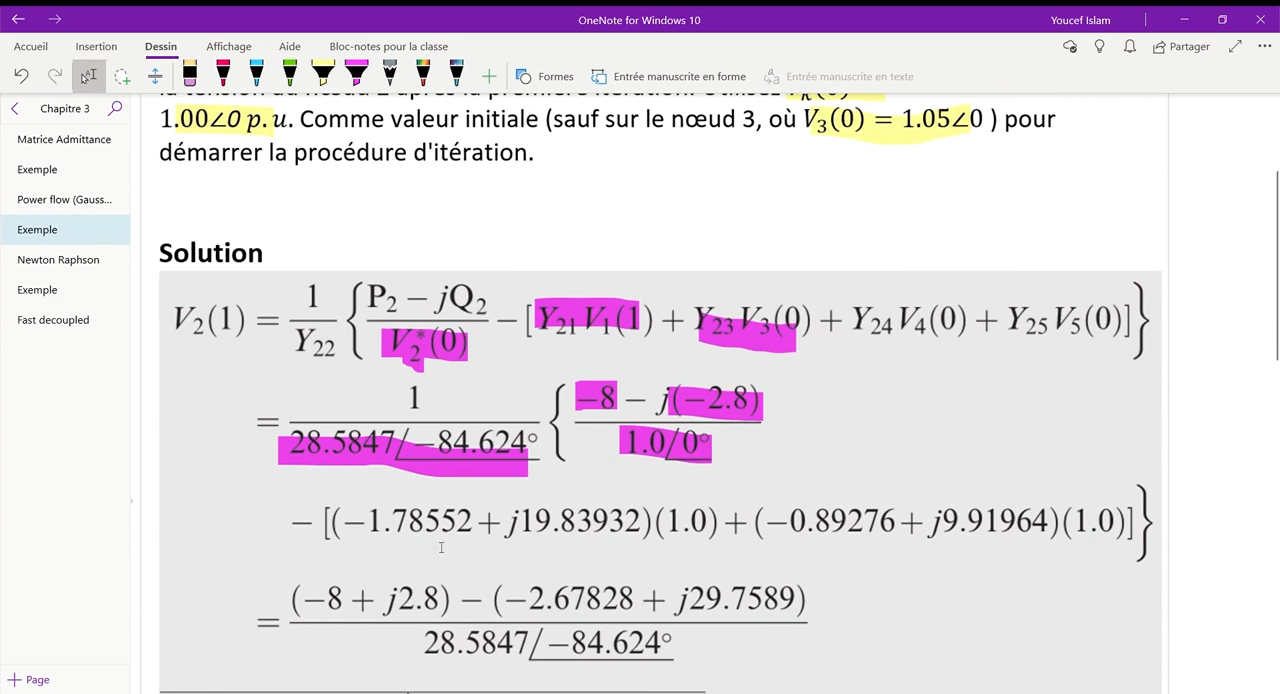 OneNote for Windows 10
Youcef Islam
Accueil Insertion Dessin Affichage Aide Bloc-notes pour la classe Partager
Formes Entrée manuscrite en forme Entrée manuscrite en texte
Chapitre 3
Matrice Admittance
Exemple
Power flow (Gauss...
Exemple
Newton Raphson
Exemple
Fast decoupled
Page
1.00∠0 p.u. Comme valeur initiale (sauf sur le nœud 3, où V₃(0) = 1.05∠0 ) pour
démarrer la procédure d'itération.
Solution
V₂(1) = 1/Y₂₂ { (P₂ − jQ₂)/V₂*(0) − [Y₂₁V₁(1) + Y₂₃V₃(0) + Y₂₄V₄(0) + Y₂₅V₅(0)] }
= 1/(28.5847/−84.624°) { (−8 − j(−2.8))/(1.0/0°)
− [(−1.78552 + j19.83932)(1.0) + (−0.89276 + j9.91964)(1.0)] }
= ((−8 + j2.8) − (−2.67828 + j29.7589))/(28.5847/−84.624°)